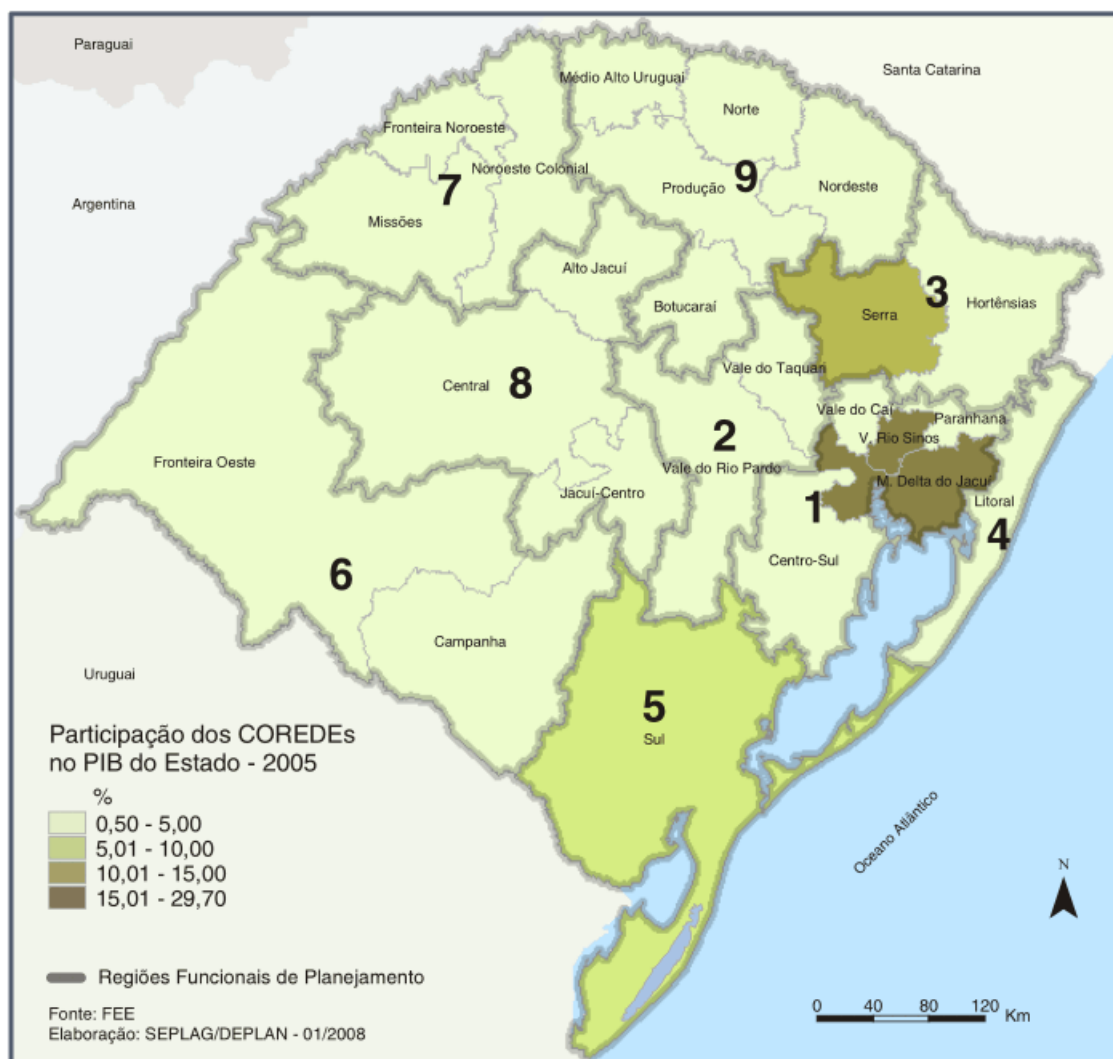 Paraguai
Santa Catarina
Médio Alto Uruguai
Norte
Fronteira Noroeste
Noroeste Colonial
7
9
Produção
Nordeste
Argentina
Missões
Alto Jacuí
3
Hortênsias
Botucaraí
Serra
Central
8
Vale do Taquari
Vale do Caí
Paranhana
2
V. Rio Sinos
Fronteira Oeste
Vale do Rio Pardo
M. Delta do Jacuí
Jacuí-Centro
1
Litoral
4
6
Centro-Sul
Campanha
Uruguai
5
Sul
Oceano Atlântico
Participação dos COREDEs
no PIB do Estado - 2005
%
0,50 - 5,00
5,01 - 10,00
10,01 - 15,00
15,01 - 29,70
Regiões Funcionais de Planejamento
Fonte: FEE
Elaboração: SEPLAG/DEPLAN - 01/2008
N
0 40 80 120 Km